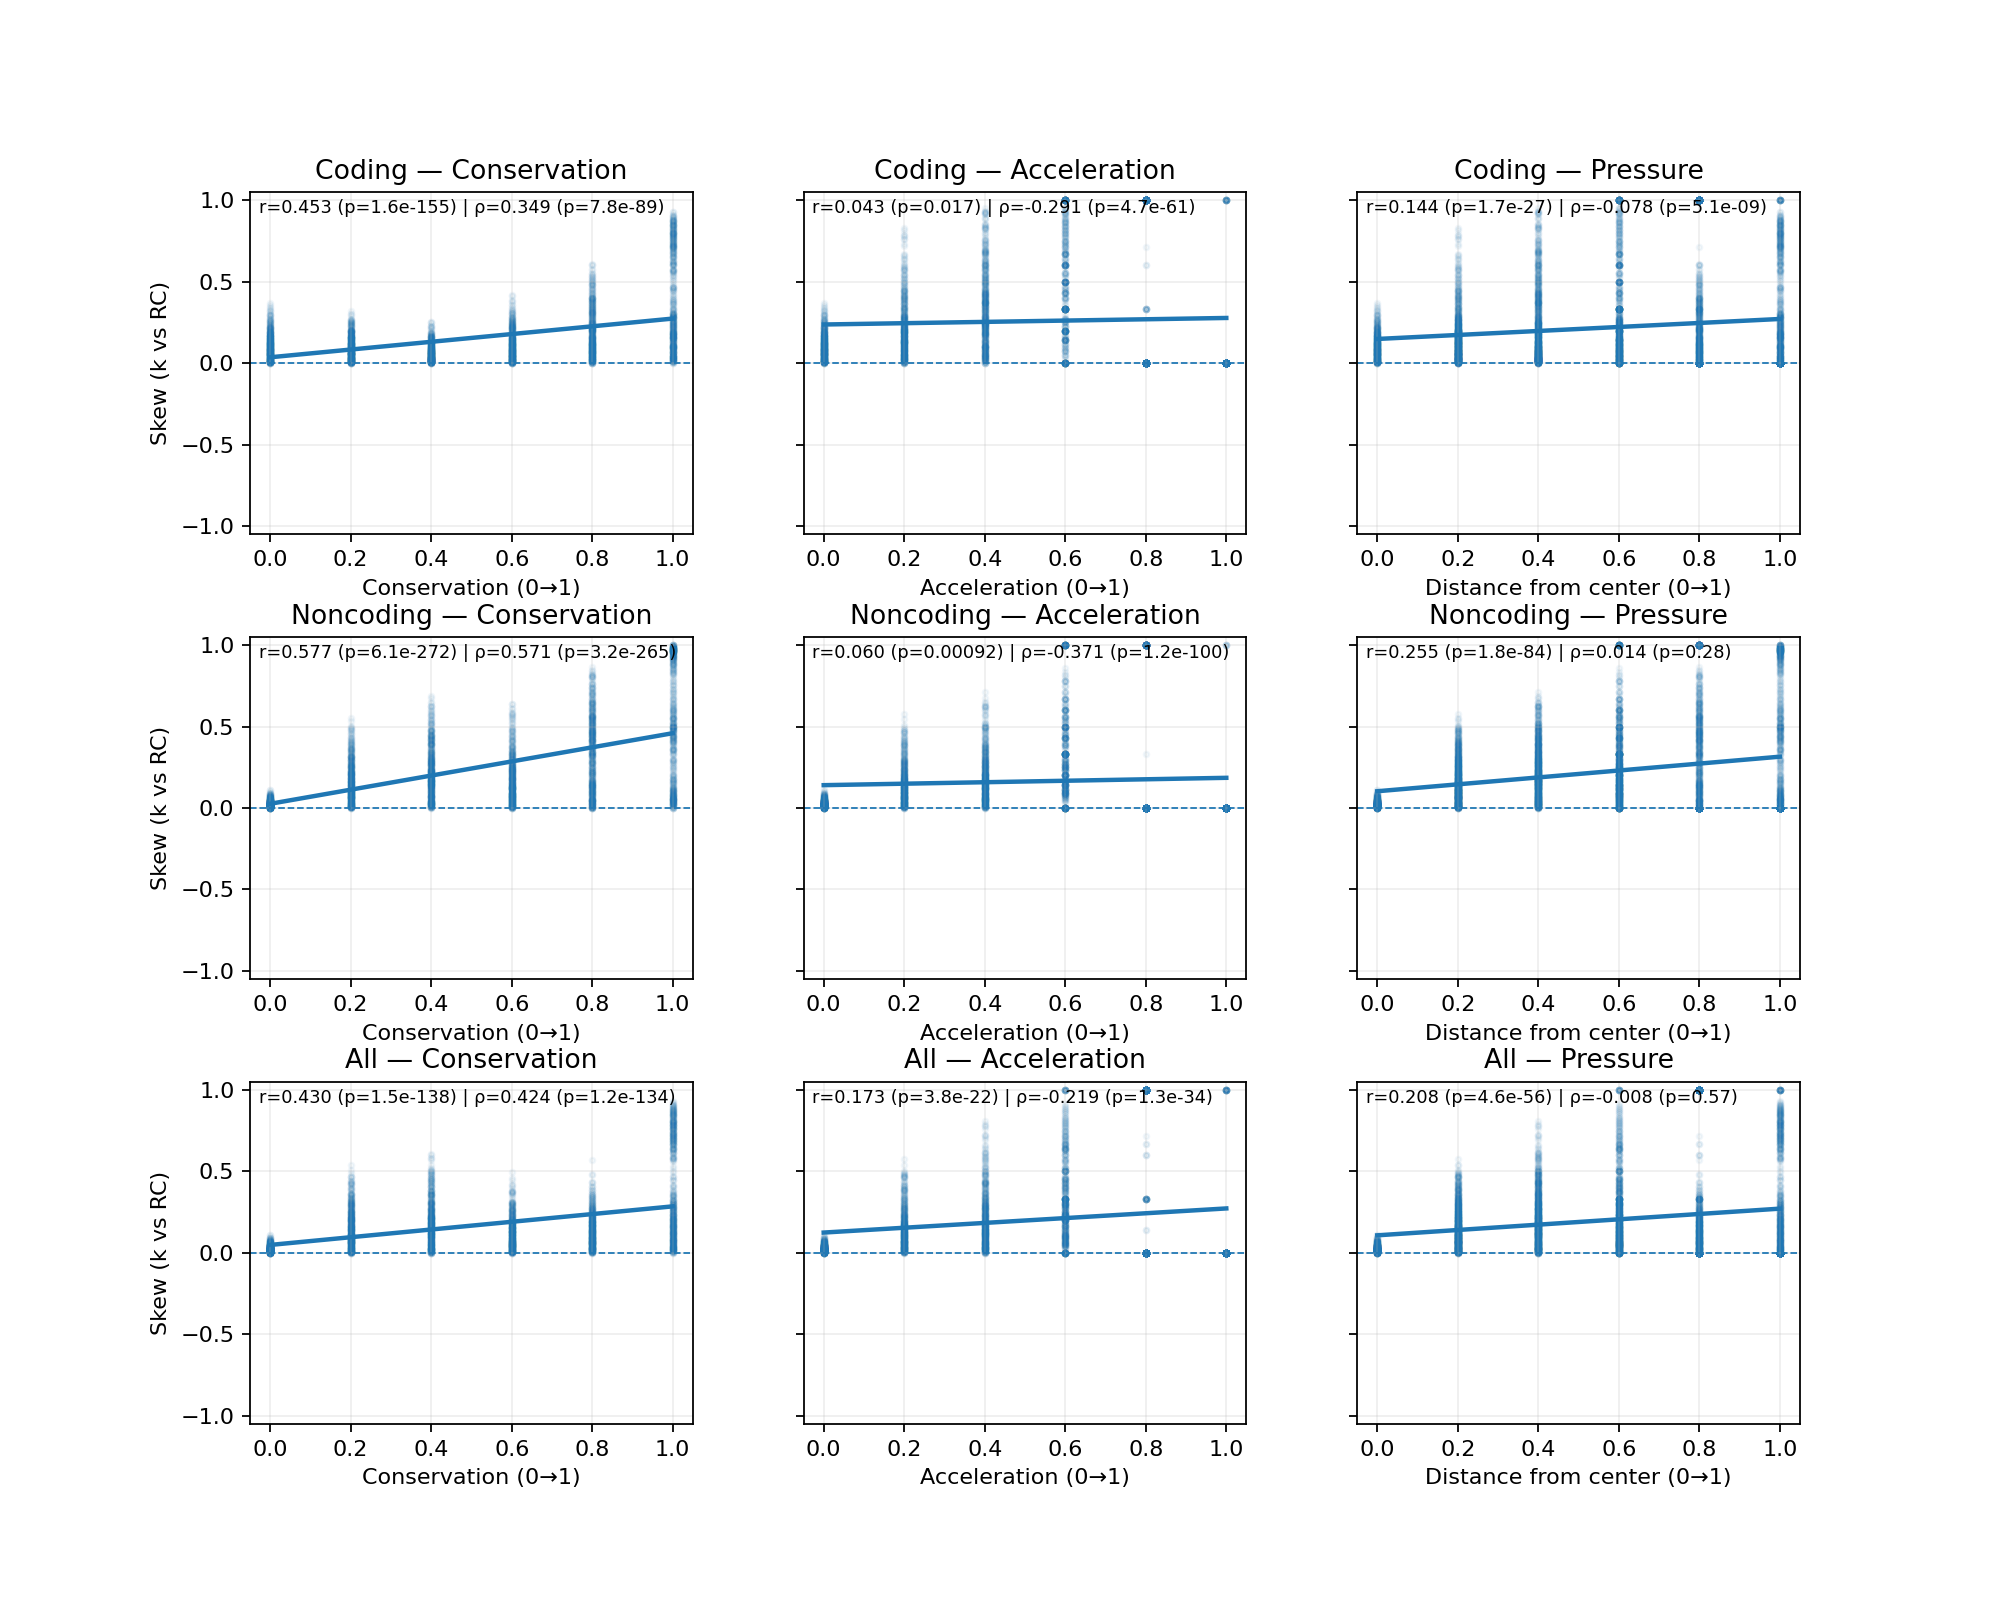 Coding — Conservation
Coding — Acceleration
Coding — Pressure
r=0.453 (p=1.6e-155) | ρ=0.349 (p=7.8e-89)
r=0.043 (p=0.017) | ρ=-0.291 (p=4.7e-61)
r=0.144 (p=1.7e-27) | ρ=-0.078 (p=5.1e-09)
Skew (k vs RC)
1.0
0.5
0.0
−0.5
−1.0
0.0 0.2 0.4 0.6 0.8 1.0
0.0 0.2 0.4 0.6 0.8 1.0
0.0 0.2 0.4 0.6 0.8 1.0
Conservation (0→1)
Acceleration (0→1)
Distance from center (0→1)
Noncoding — Conservation
Noncoding — Acceleration
Noncoding — Pressure
r=0.577 (p=6.1e-272) | ρ=0.571 (p=3.2e-265)
r=0.060 (p=0.00092) | ρ=-0.371 (p=1.2e-100)
r=0.255 (p=1.8e-84) | ρ=0.014 (p=0.28)
Skew (k vs RC)
1.0
0.5
0.0
−0.5
−1.0
0.0 0.2 0.4 0.6 0.8 1.0
0.0 0.2 0.4 0.6 0.8 1.0
0.0 0.2 0.4 0.6 0.8 1.0
Conservation (0→1)
Acceleration (0→1)
Distance from center (0→1)
All — Conservation
All — Acceleration
All — Pressure
r=0.430 (p=1.5e-138) | ρ=0.424 (p=1.2e-134)
r=0.173 (p=3.8e-22) | ρ=-0.219 (p=1.3e-34)
r=0.208 (p=4.6e-56) | ρ=-0.008 (p=0.57)
Skew (k vs RC)
1.0
0.5
0.0
−0.5
−1.0
0.0 0.2 0.4 0.6 0.8 1.0
0.0 0.2 0.4 0.6 0.8 1.0
0.0 0.2 0.4 0.6 0.8 1.0
Conservation (0→1)
Acceleration (0→1)
Distance from center (0→1)